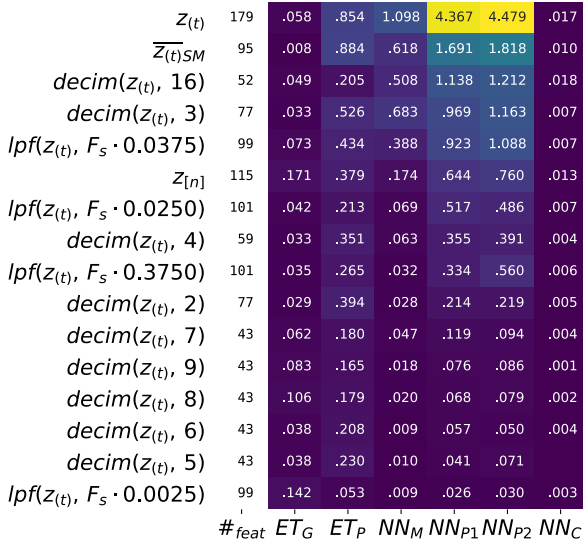 z(t) 179 .058 .854 1.098 4.367 4.479 .017
z(t)SM 95 .008 .884 .618 1.691 1.818 .007
decim(z(t), 16) 52 .049 .205 .508 1.138 1.212 .018
decim(z(t), 3) 77 .033 .526 .683 .969 1.163 .007
lpf(z(t), Fs · 0.0375) 99 .073 .434 .388 .923 1.088 .007
z[n] 115 .171 .379 .174 .644 .760 .013
lpf(z(t), Fs · 0.0250) 101 .042 .213 .069 .517 .486 .007
decim(z(t), 4) 59 .033 .351 .063 .355 .391 .004
lpf(z(t), Fs · 0.3750) 101 .035 .265 .032 .334 .560 .006
decim(z(t), 2) 77 .029 .394 .028 .214 .219 .005
decim(z(t), 7) 43 .062 .180 .047 .119 .094 .004
decim(z(t), 9) 43 .083 .165 .018 .076 .086 .001
decim(z(t), 8) 43 .106 .179 .020 .068 .079 .002
decim(z(t), 6) 43 .038 .208 .009 .057 .050 .004
decim(z(t), 5) 43 .038 .230 .010 .041 .071
lpf(z(t), Fs · 0.0025) 99 .142 .053 .009 .026 .030 .003
#feat ETG ETP NNM NNP1 NNP2 NNC